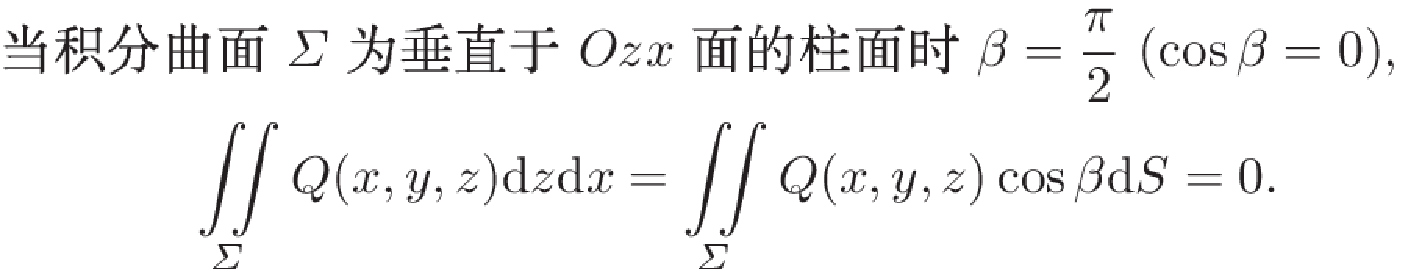 当积分曲面 Σ 为垂直于 Ozx 面的柱面时 β = π/2 (cos β = 0),
∬_Σ Q(x, y, z)dzdx = ∬_Σ Q(x, y, z) cos βdS = 0.